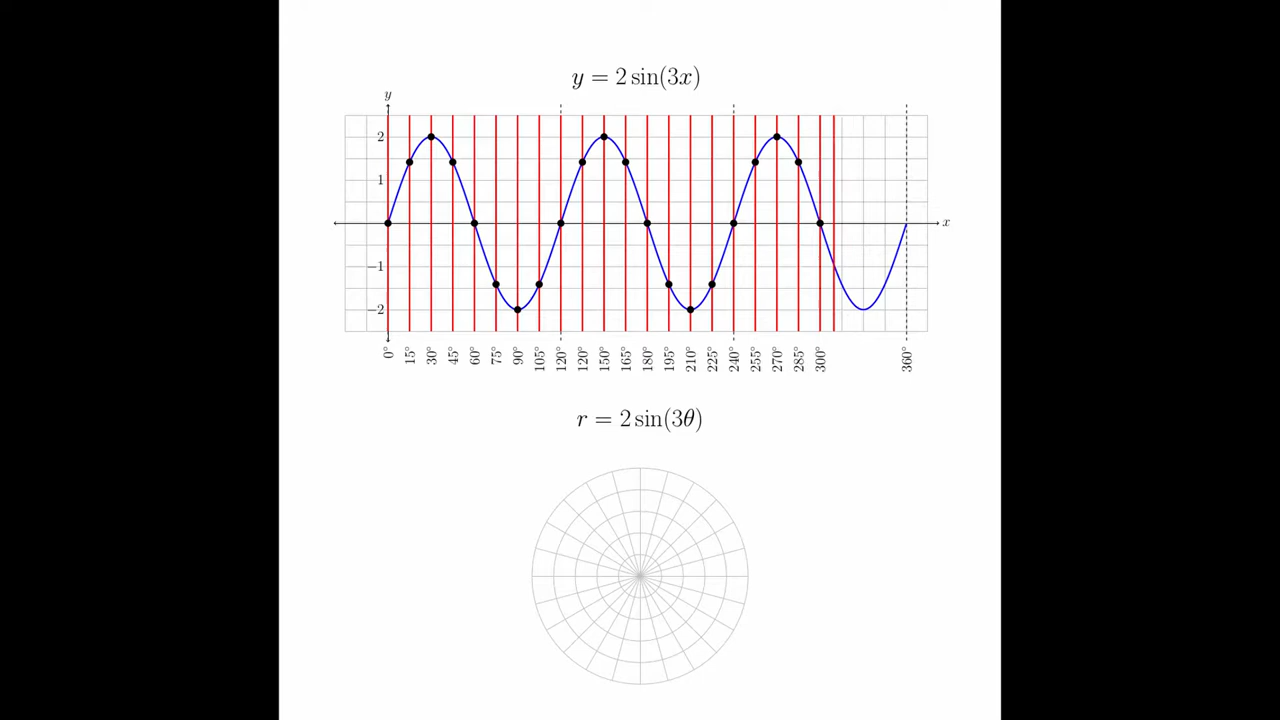 y = 2 sin(3x)
y
2
1
x
−1
−2
0° 15° 30° 45° 60° 75° 90° 105° 120° 135° 150° 165° 180° 195° 210° 225° 240° 255° 270° 285° 300° 360°
r = 2 sin(3θ)